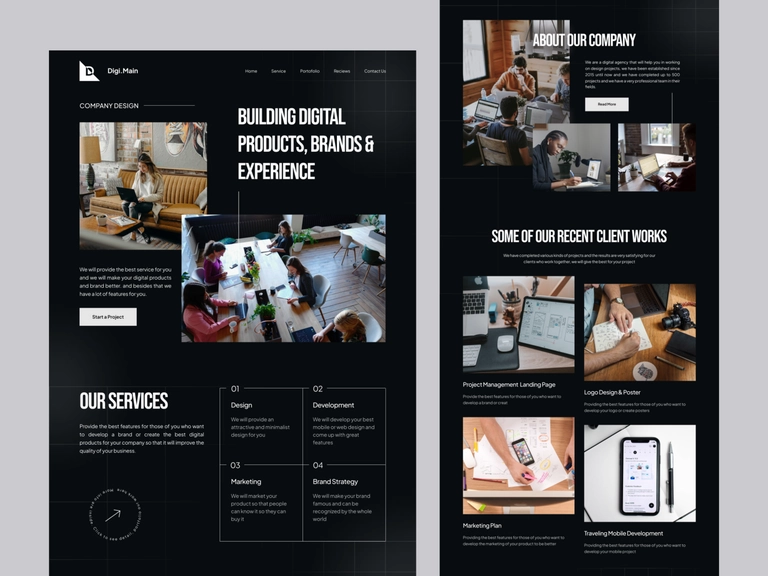 Digi.Main
Home
Service
Portofolio
Reviews
Contact Us
COMPANY DESIGN
BUILDING DIGITAL
PRODUCTS, BRANDS &
EXPERIENCE
We will provide the best service for you
and we will make your digital products
and brand better. and besides that we
have a lot of features for you.
Start a Project
OUR SERVICES
Provide the best features for those of you who want
to develop a brand or create the best digital
products for your company so that it will improve the
quality of your business.
01
Design
We will provide an
attractive and minimalist
design for you
02
Development
We will develop your best
mobile or web design and
come up with great
features
03
Marketing
We will market your
product so that people
can know it so they can
buy it
04
Brand Strategy
We will make your brand
famous and can be
recognized by the whole
world
ABOUT OUR COMPANY
We are a digital agency that will help you in working
on design projects. we have been established since
2015 until now and we have completed up to 500
projects and we have a very professional team in their
fields.
Read More
SOME OF OUR RECENT CLIENT WORKS
We have completed various kinds of projects and the results are very satisfying for our
clients who work together, we will give the best for your project
Project Management Landing Page
Provide the best features for those of you who want to
develop a brand or creat
Logo Design & Poster
Providing the best features for those of you who want to
develop your logo or create posters
Marketing Plan
Providing the best features for those of you who want to
develop the marketing of your product to be better
Traveling Mobile Development
Providing the best features for those of you who want to
develop your mobile project